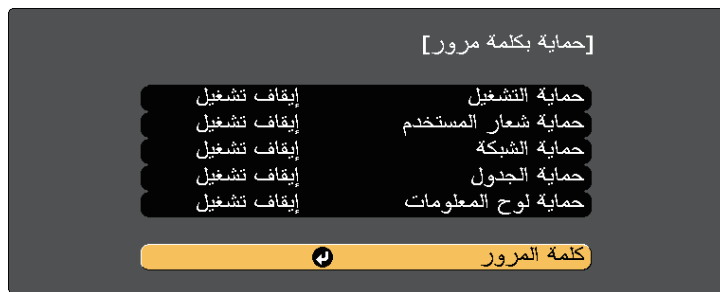 [حماية بكلمة مرور]
حماية التشغيل إيقاف تشغيل
حماية شعار المستخدم إيقاف تشغيل
حماية الشبكة إيقاف تشغيل
حماية الجدول إيقاف تشغيل
حماية لوح المعلومات إيقاف تشغيل
كلمة المرور